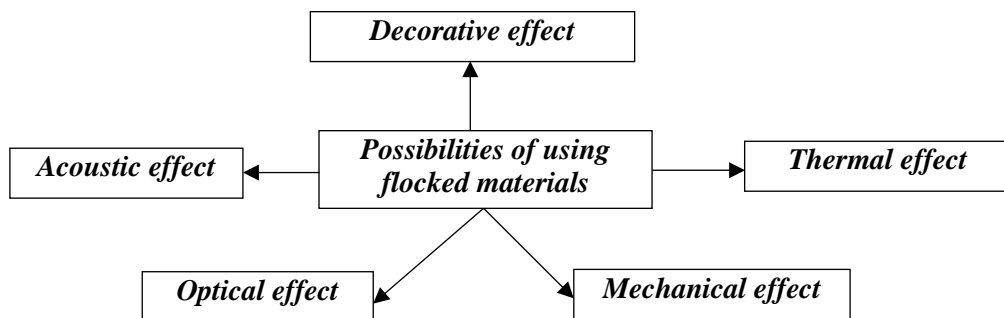 Decorative effect
Possibilities of using
flocked materials
Acoustic effect
Thermal effect
Optical effect
Mechanical effect